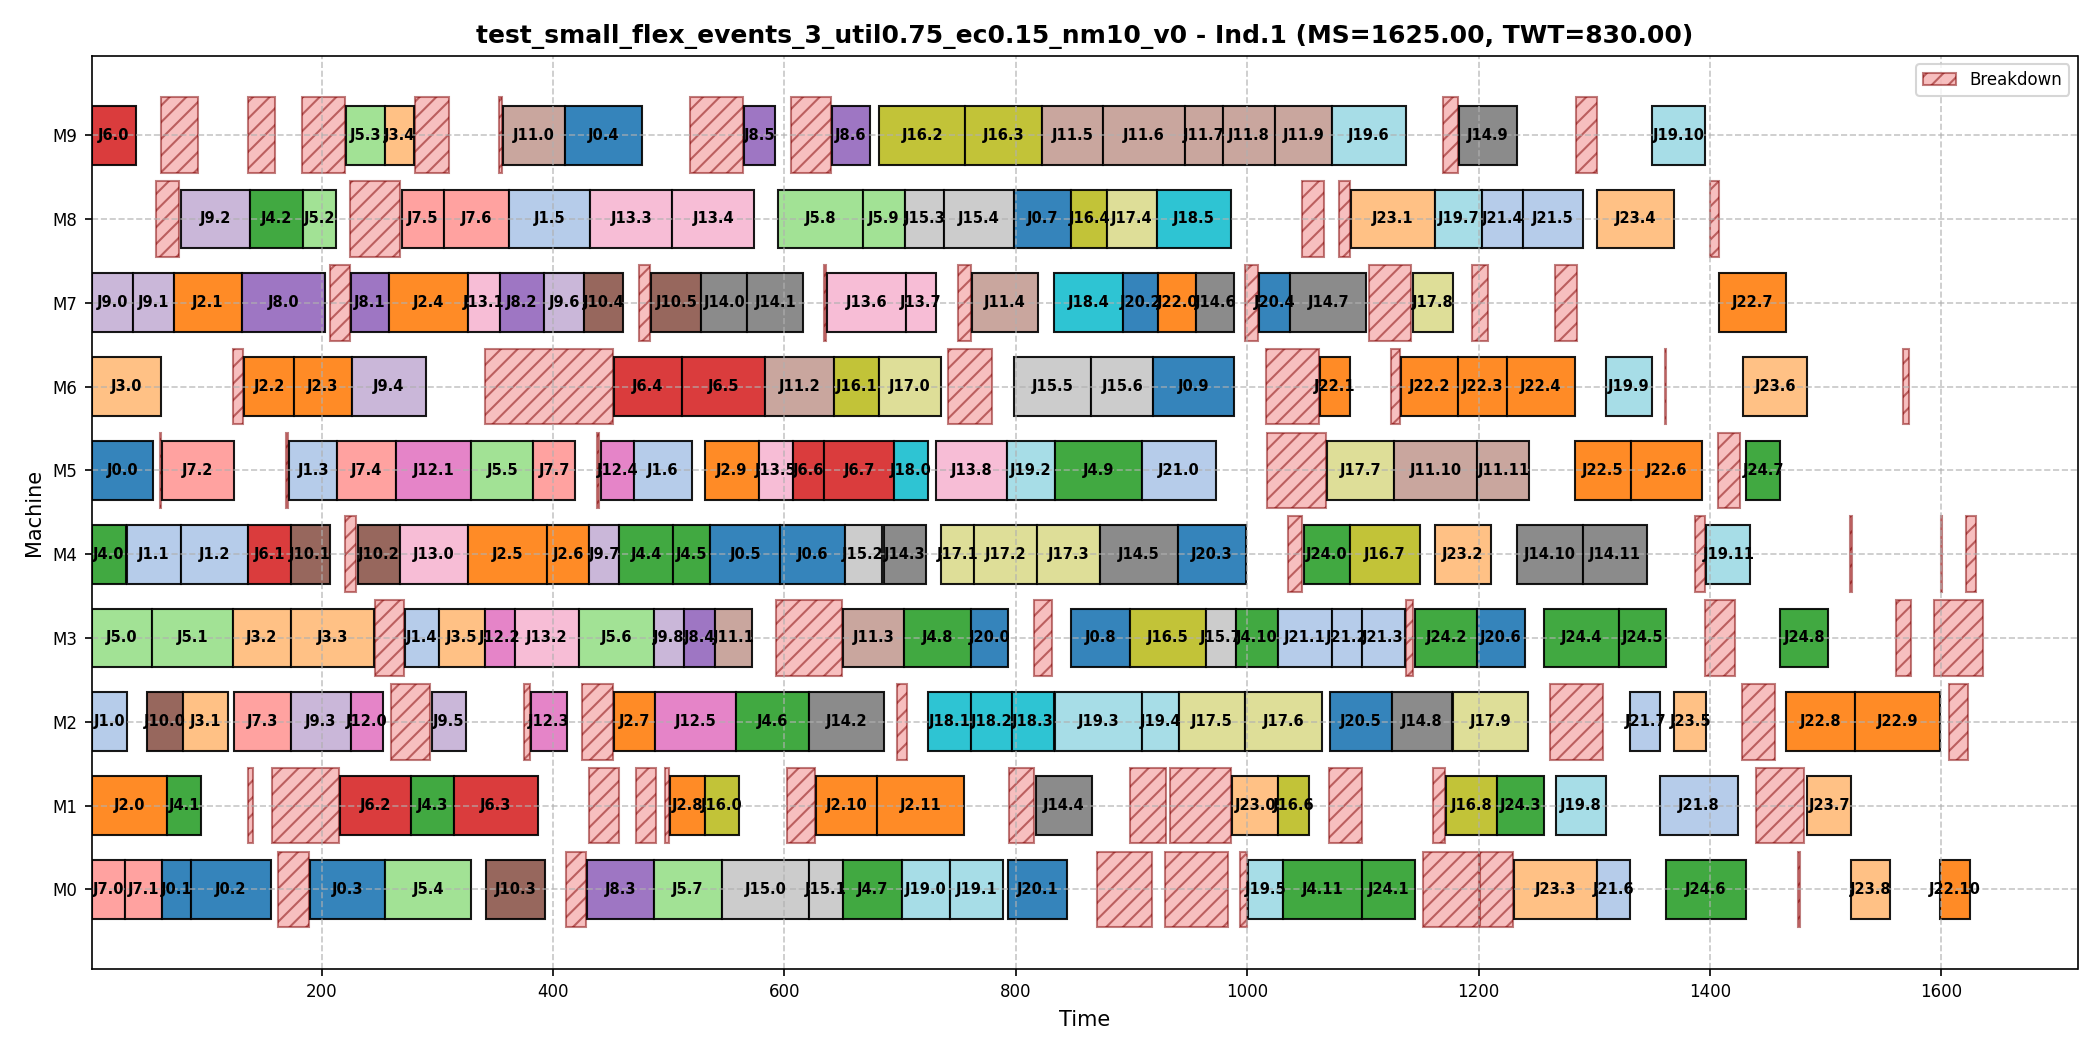 test_small_flex_events_3_util0.75_ec0.15_nm10_v0 - Ind.1 (MS=1625.00, TWT=830.00)
Breakdown
M9 J6.0 J5.3 J3.4 J11.0 J0.4 J8.5 J8.6 J16.2 J16.3 J11.5 J11.6 J11.7 J11.8 J11.9 J19.6 J14.9 J19.10
M8 J9.2 J4.2 J5.2 J7.5 J7.6 J1.5 J13.3 J13.4 J5.8 J5.9 J15.3 J15.4 J0.7 J16.4 J17.4 J18.5 J23.1 J19.7 J21.4 J21.5 J23.4
M7 J9.0 J9.1 J2.1 J8.0 J8.1 J2.4 J13.1 J8.2 J9.6 J10.4 J10.5 J14.0 J14.1 J13.6 J13.7 J11.4 J18.4 J20.2 J22.0 J14.6 J20.4 J14.7 J17.8 J22.7
M6 J3.0 J2.2 J2.3 J9.4 J6.4 J6.5 J11.2 J16.1 J17.0 J15.5 J15.6 J0.9 J22.1 J22.2 J22.3 J22.4 J19.9 J23.6
M5 J0.0 J7.2 J1.3 J7.4 J12.1 J5.5 J7.7 J12.4 J1.6 J2.9 J13.5 J6.6 J6.7 J18.0 J13.8 J19.2 J4.9 J21.0 J17.7 J11.10 J11.11 J22.5 J22.6 J24.7
M4 J4.0 J1.1 J1.2 J6.1 J10.1 J10.2 J13.0 J2.5 J2.6 J9.7 J4.4 J4.5 J0.5 J0.6 J15.2 J14.3 J17.1 J17.2 J17.3 J14.5 J20.3 J24.0 J16.7 J23.2 J14.10 J14.11 J19.11
M3 J5.0 J5.1 J3.2 J3.3 J1.4 J3.5 J12.2 J13.2 J5.6 J9.8 J8.4 J11.1 J11.3 J4.8 J20.0 J0.8 J16.5 J15.7 J4.10 J21.1 J21.2 J21.3 J24.2 J20.6 J24.4 J24.5 J24.8
M2 J1.0 J10.0 J3.1 J7.3 J9.3 J12.0 J9.5 J12.3 J2.7 J12.5 J4.6 J14.2 J18.1 J18.2 J18.3 J19.3 J19.4 J17.5 J17.6 J20.5 J14.8 J17.9 J21.7 J23.5 J22.8 J22.9
M1 J2.0 J4.1 J6.2 J4.3 J6.3 J2.8 J16.0 J2.10 J2.11 J14.4 J23.0 J16.6 J16.8 J24.3 J19.8 J21.8 J23.7
M0 J7.0 J7.1 J0.1 J0.2 J0.3 J5.4 J10.3 J8.3 J5.7 J15.0 J15.1 J4.7 J19.0 J19.1 J20.1 J19.5 J4.11 J24.1 J23.3 J21.6 J24.6 J23.8 J22.10
200 400 600 800 1000 1200 1400 1600
Time
Machine